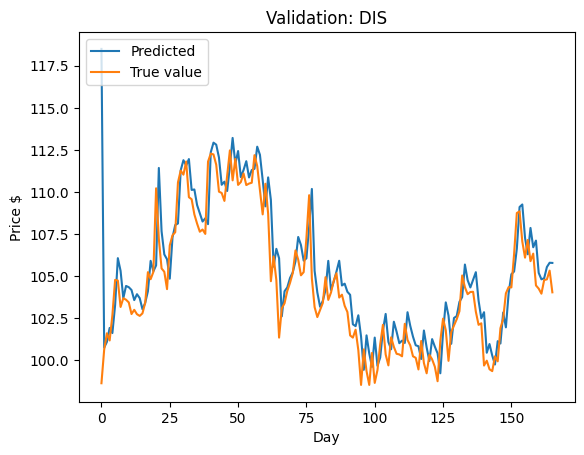 Validation: DIS
Predicted
True value
117.5
115.0
112.5
110.0
107.5
105.0
102.5
100.0
Price $
0 25 50 75 100 125 150
Day